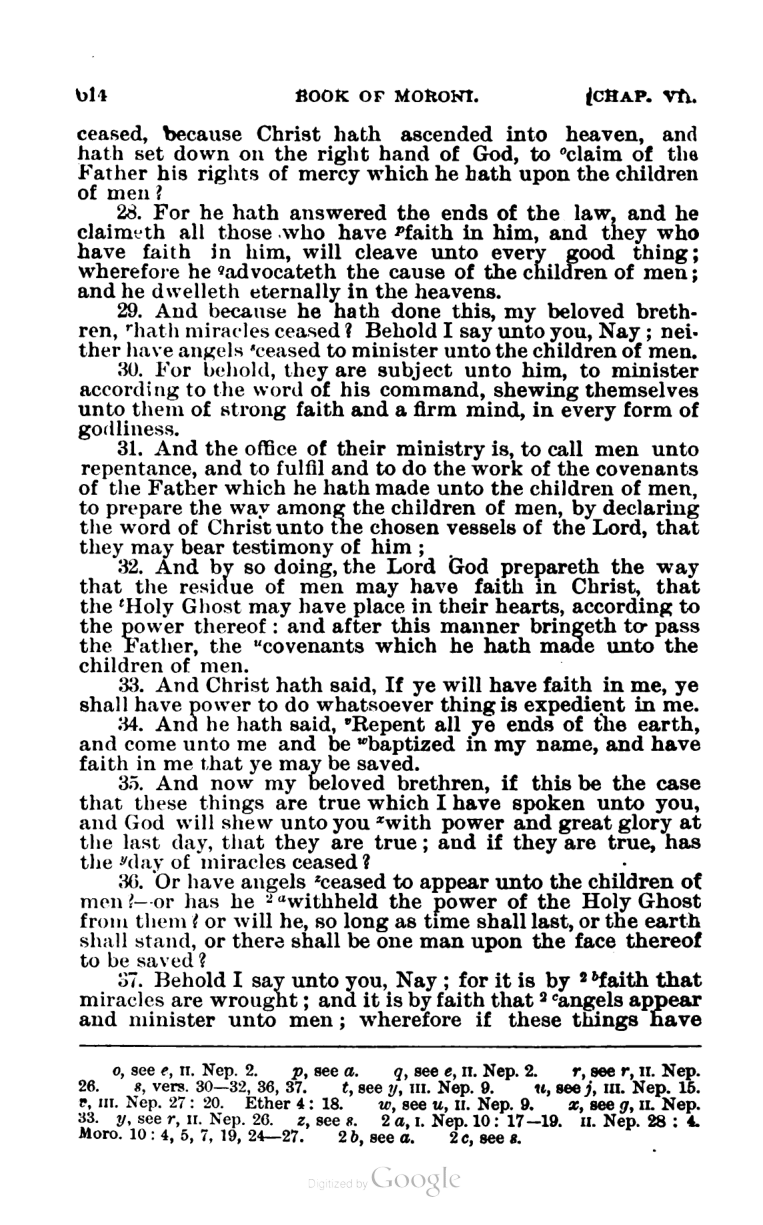 614 BOOK OF MORONI. [CHAP. VII.
ceased, because Christ hath ascended into heaven, and
hath set down on the right hand of God, to ᵒclaim of the
Father his rights of mercy which he hath upon the children
of men?
28. For he hath answered the ends of the law, and he
claimeth all those who have ᵖfaith in him, and they who
have faith in him, will cleave unto every good thing;
wherefore he qadvocateth the cause of the children of men;
and he dwelleth eternally in the heavens.
29. And because he hath done this, my beloved breth-
ren, ʳhath miracles ceased? Behold I say unto you, Nay; nei-
ther have angels ˢceased to minister unto the children of men.
30. For behold, they are subject unto him, to minister
according to the word of his command, shewing themselves
unto them of strong faith and a firm mind, in every form of
godliness.
31. And the office of their ministry is, to call men unto
repentance, and to fulfil and to do the work of the covenants
of the Father which he hath made unto the children of men,
to prepare the way among the children of men, by declaring
the word of Christ unto the chosen vessels of the Lord, that
they may bear testimony of him;
32. And by so doing, the Lord God prepareth the way
that the residue of men may have faith in Christ, that
the ᵗHoly Ghost may have place in their hearts, according to
the power thereof: and after this manner bringeth to pass
the Father, the ᵘcovenants which he hath made unto the
children of men.
33. And Christ hath said, If ye will have faith in me, ye
shall have power to do whatsoever thing is expedient in me.
34. And he hath said, ᵛRepent all ye ends of the earth,
and come unto me and be ʷbaptized in my name, and have
faith in me that ye may be saved.
35. And now my beloved brethren, if this be the case
that these things are true which I have spoken unto you,
and God will shew unto you ˣwith power and great glory at
the last day, that they are true; and if they are true, has
the ʸday of miracles ceased?
36. Or have angels ᶻceased to appear unto the children of
men?—or has he ²ᵃwithheld the power of the Holy Ghost
from them? or will he, so long as time shall last, or the earth
shall stand, or there shall be one man upon the face thereof
to be saved?
37. Behold I say unto you, Nay; for it is by ²ᵇfaith that
miracles are wrought; and it is by faith that ²ᶜangels appear
and minister unto men; wherefore if these things have
o, see e, II. Nep. 2. p, see a. q, see e, II. Nep. 2. r, see r, II. Nep.
26. s, vers. 30—32, 36, 37. t, see y, III. Nep. 9. u, see j, III. Nep. 15.
v, III. Nep. 27: 20. Ether 4: 18. w, see u, II. Nep. 9. x, see g, II. Nep.
33. y, see r, II. Nep. 26. z, see s. 2 a, I. Nep. 10: 17—19. II. Nep. 28: 4.
Moro. 10: 4, 5, 7, 19, 24—27. 2 b, see a. 2 c, see s.
Digitized by Google